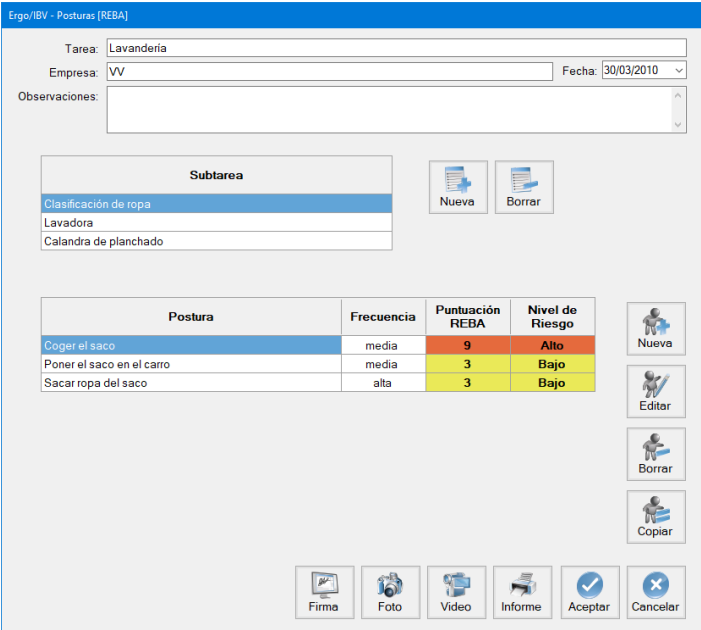 Ergo/IBV - Posturas [REBA]
Tarea: Lavandería
Empresa: VV Fecha: 30/03/2010
Observaciones:
Subtarea
Nueva Borrar
Clasificación de ropa
Lavadora
Calandra de planchado
Postura Frecuencia Puntuación REBA Nivel de Riesgo
Coger el saco media 9 Alto
Poner el saco en el carro media 3 Bajo
Sacar ropa del saco alta 3 Bajo
Nueva
Editar
Borrar
Copiar
Firma Foto Video Informe Aceptar Cancelar